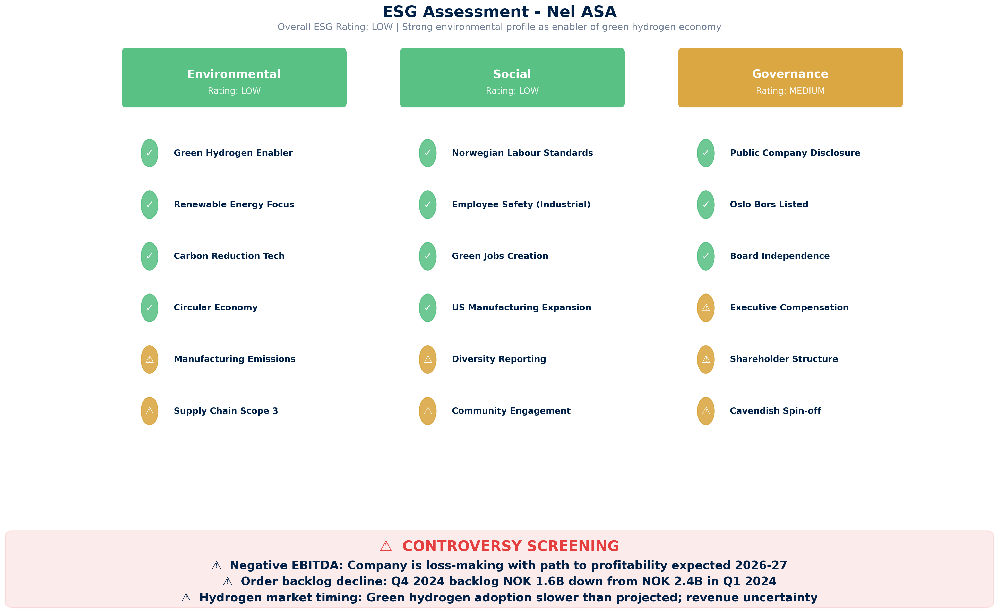 ESG Assessment - Nel ASA
Overall ESG Rating: LOW | Strong environmental profile as enabler of green hydrogen economy
Environmental
Rating: LOW
✓ Green Hydrogen Enabler
✓ Renewable Energy Focus
✓ Carbon Reduction Tech
✓ Circular Economy
⚠ Manufacturing Emissions
⚠ Supply Chain Scope 3
Social
Rating: LOW
✓ Norwegian Labour Standards
✓ Employee Safety (Industrial)
✓ Green Jobs Creation
✓ US Manufacturing Expansion
⚠ Diversity Reporting
⚠ Community Engagement
Governance
Rating: MEDIUM
✓ Public Company Disclosure
✓ Oslo Bors Listed
✓ Board Independence
⚠ Executive Compensation
⚠ Shareholder Structure
⚠ Cavendish Spin-off
⚠ CONTROVERSY SCREENING
⚠ Negative EBITDA: Company is loss-making with path to profitability expected 2026-27
⚠ Order backlog decline: Q4 2024 backlog NOK 1.6B down from NOK 2.4B in Q1 2024
⚠ Hydrogen market timing: Green hydrogen adoption slower than projected; revenue uncertainty